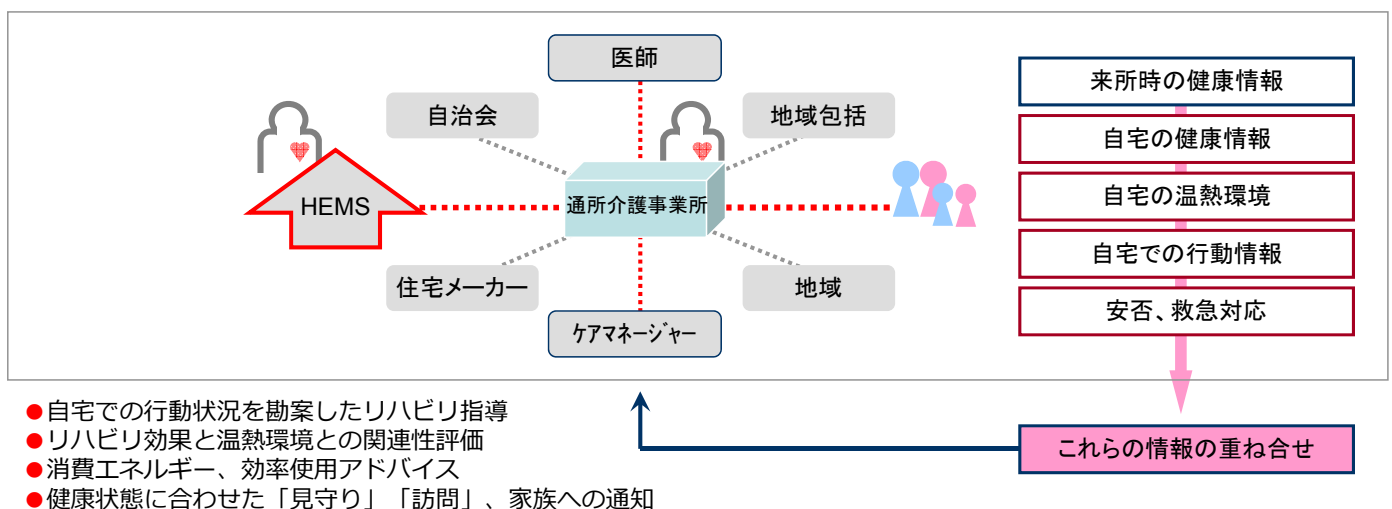 医師
自治会
地域包括
HEMS
通所介護事業所
住宅メーカー
地域
ｹｱﾏﾈｰｼﾞｬｰ
来所時の健康情報
自宅の健康情報
自宅の温熱環境
自宅での行動情報
安否、救急対応
これらの情報の重ね合せ
●自宅での行動状況を勘案したリハビリ指導
●リハビリ効果と温熱環境との関連性評価
●消費エネルギー、効率使用アドバイス
●健康状態に合わせた「見守り」「訪問」、家族への通知